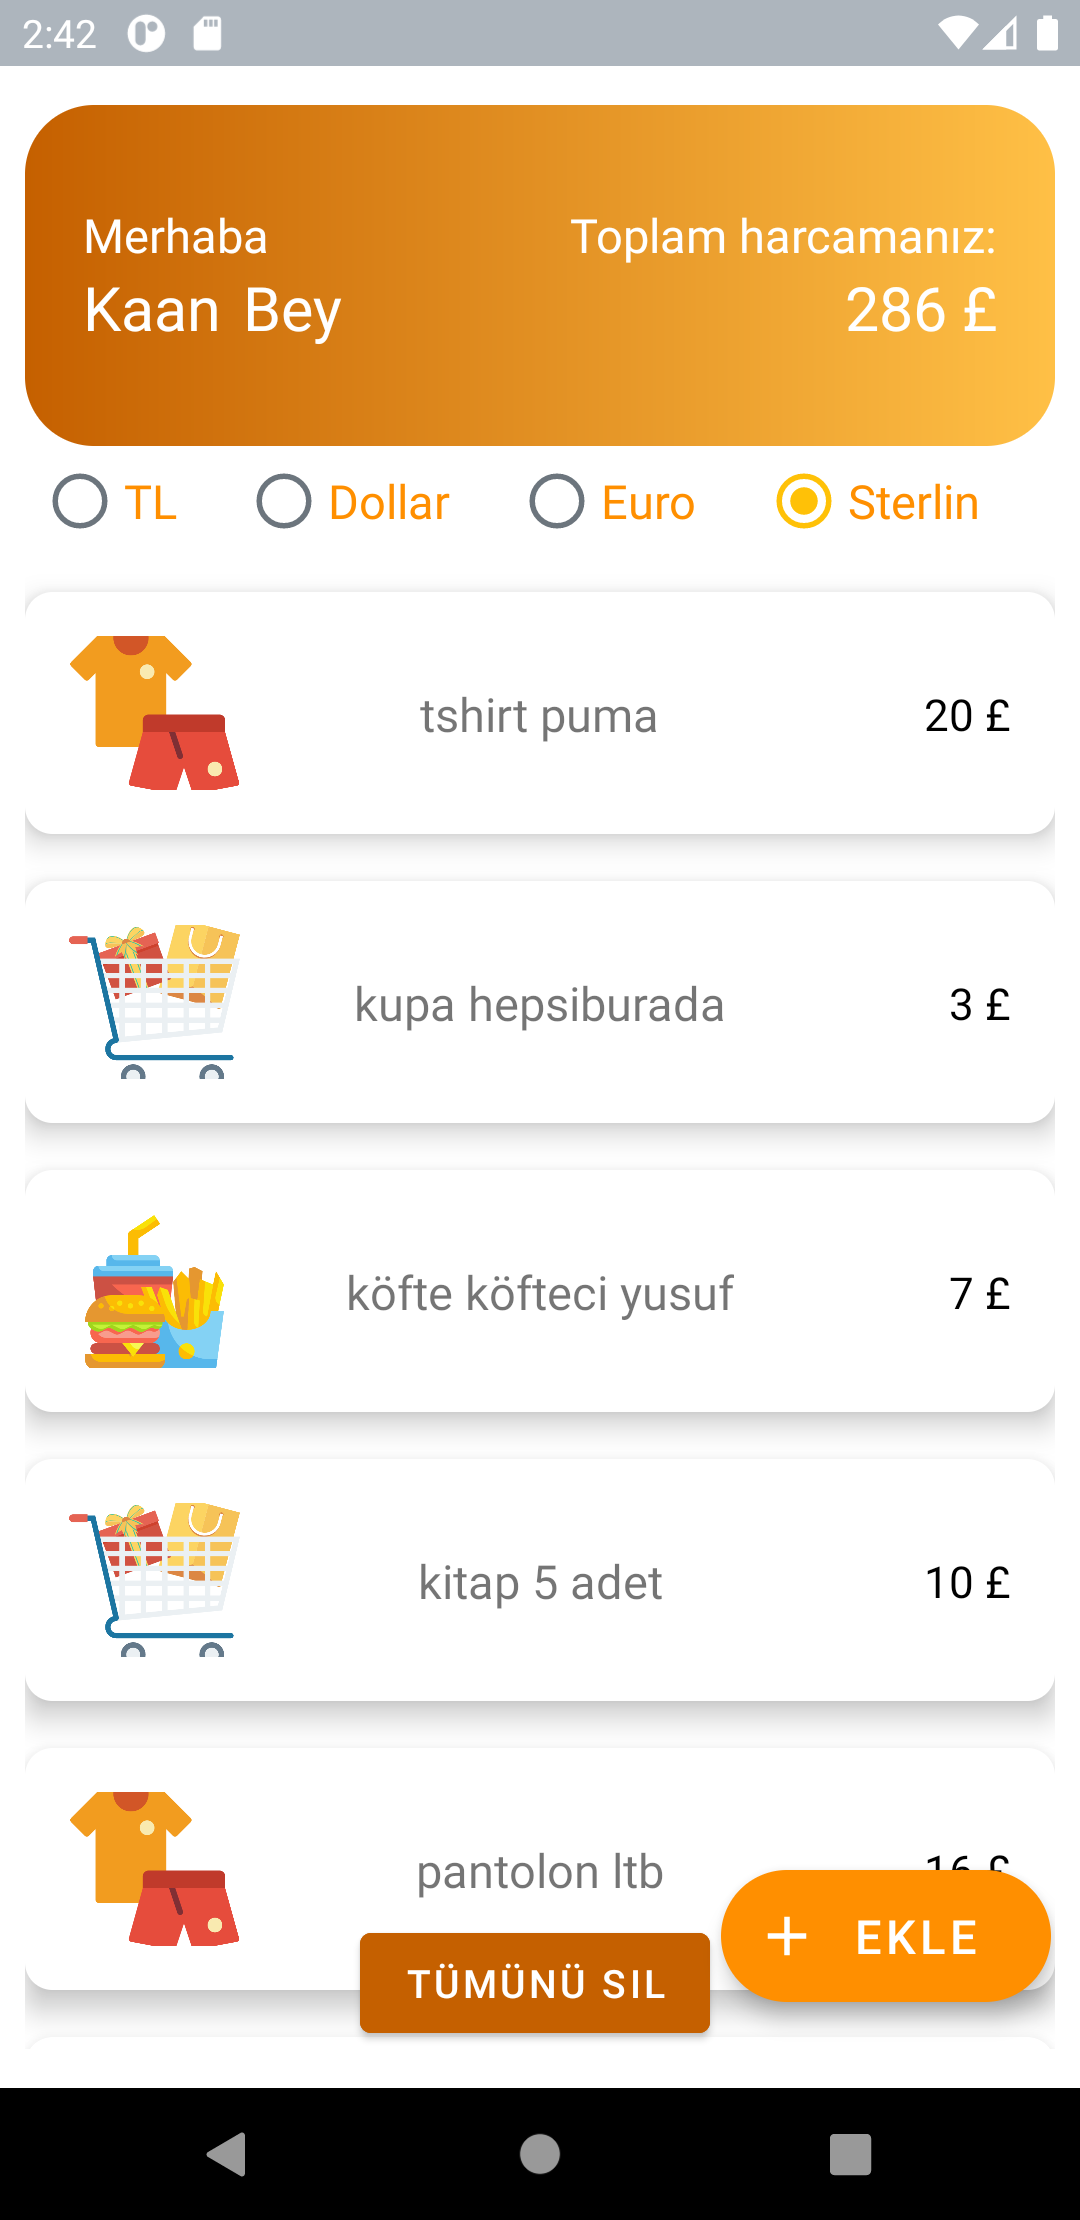 2:42
Merhaba
Kaan Bey
Toplam harcamanız:
286 £
TL
Dollar
Euro
Sterlin
tshirt puma
20 £
kupa hepsiburada
3 £
köfte köfteci yusuf
7 £
kitap 5 adet
10 £
pantolon ltb
16 £
TÜMÜNÜ SIL
+ EKLE